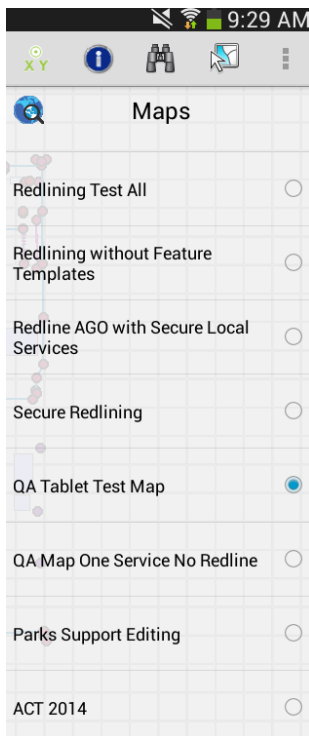 9:29 AM
X Y
Maps
Redlining Test All
Redlining without Feature
Templates
Redline AGO with Secure Local
Services
Secure Redlining
QA Tablet Test Map
QA Map One Service No Redline
Parks Support Editing
ACT 2014